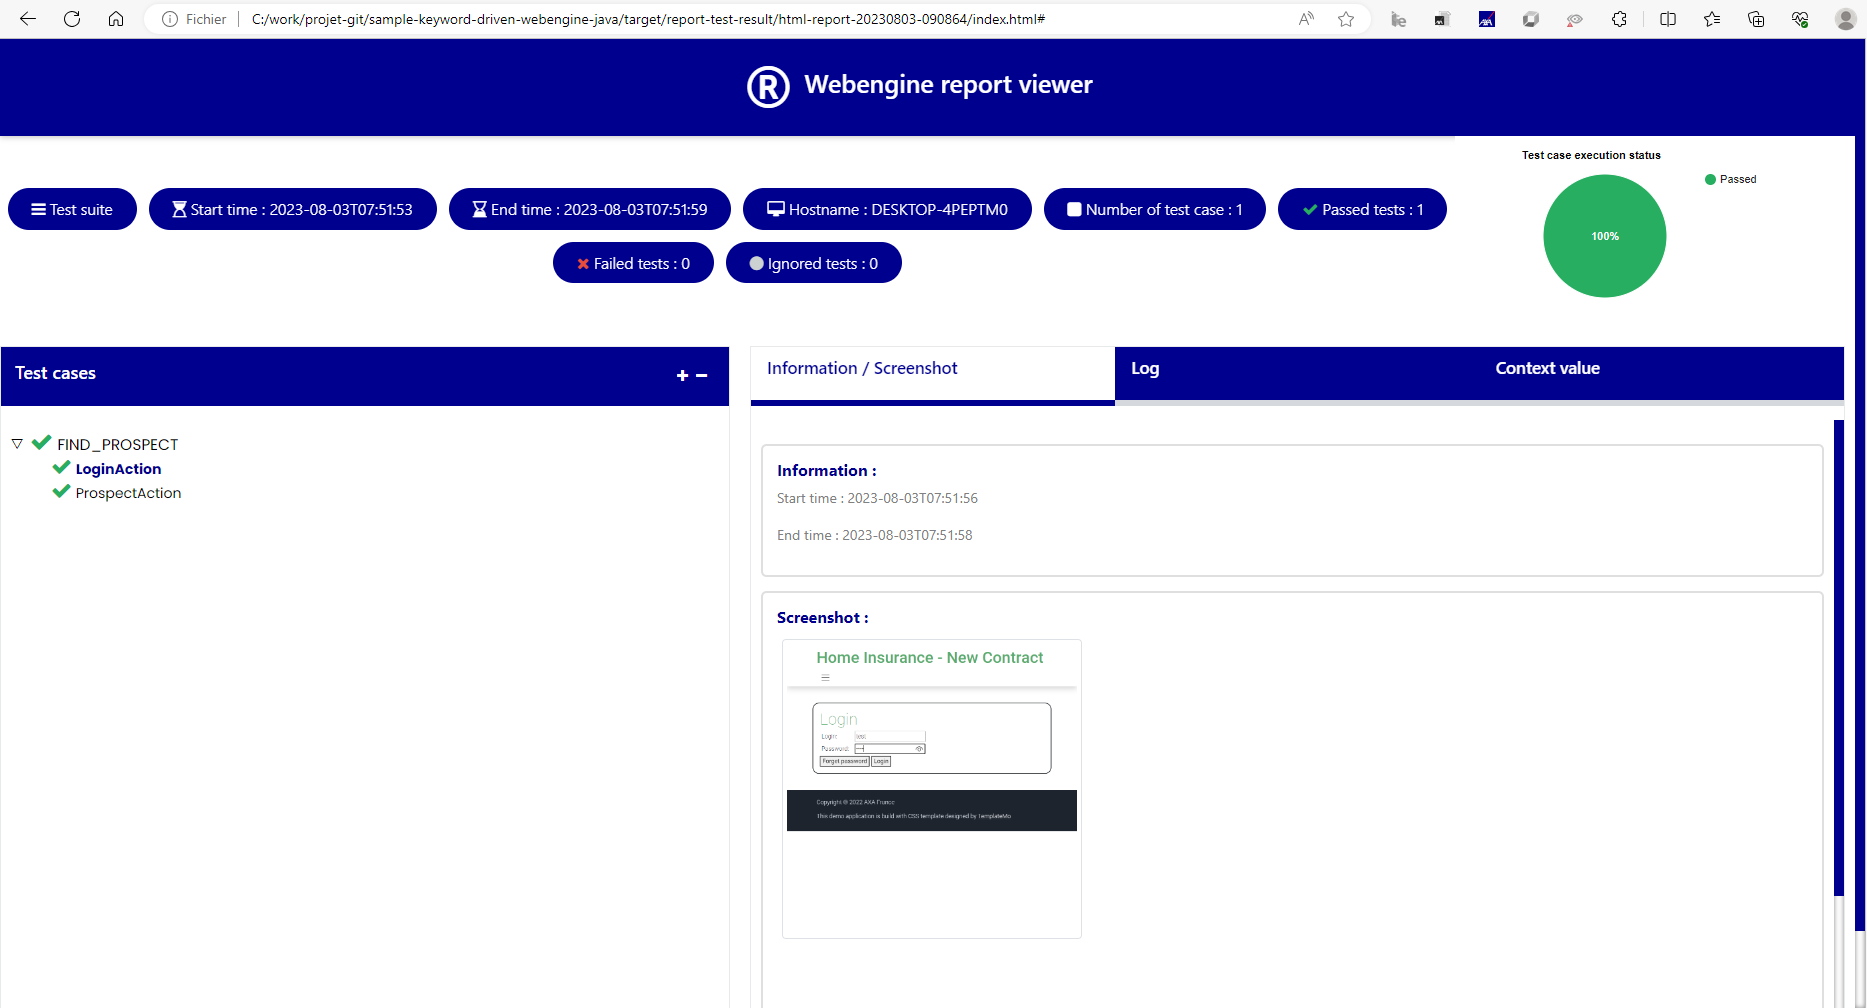 Fichier C:/work/projet-git/sample-keyword-driven-webengine-java/target/report-test-result/html-report-20230803-090864/index.html#
® Webengine report viewer
Test case execution status
Passed
100%
Test suite Start time : 2023-08-03T07:51:53 End time : 2023-08-03T07:51:59 Hostname : DESKTOP-4PEPTM0 Number of test case : 1 Passed tests : 1
Failed tests : 0 Ignored tests : 0
Test cases + −
Information / Screenshot Log Context value
FIND_PROSPECT
LoginAction
ProspectAction
Information :
Start time : 2023-08-03T07:51:56
End time : 2023-08-03T07:51:58
Screenshot :
Home Insurance - New Contract
Login
Login: test
Password:
Forget password Login
Copyright © 2022 AXA France
This demo application is build with CSS template designed by TemplateMo